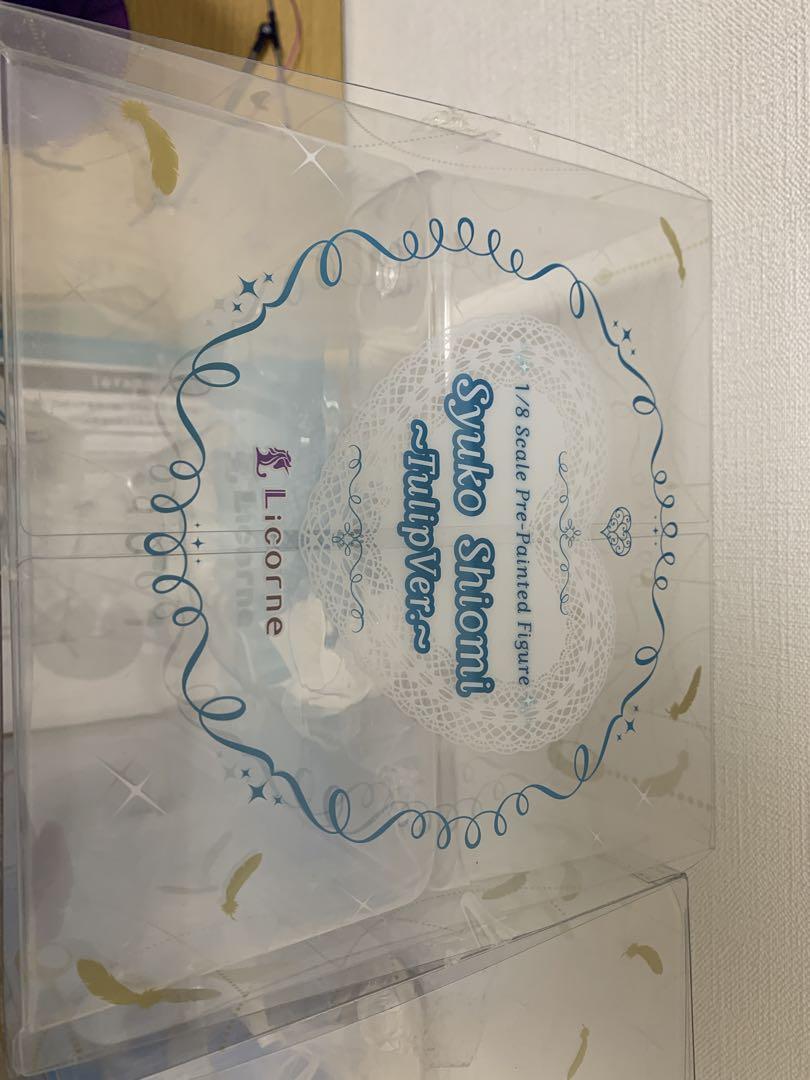 1/8 Scale Pre-Painted Figure
Syuko Shiomi
~TulipVer.~
Licorne